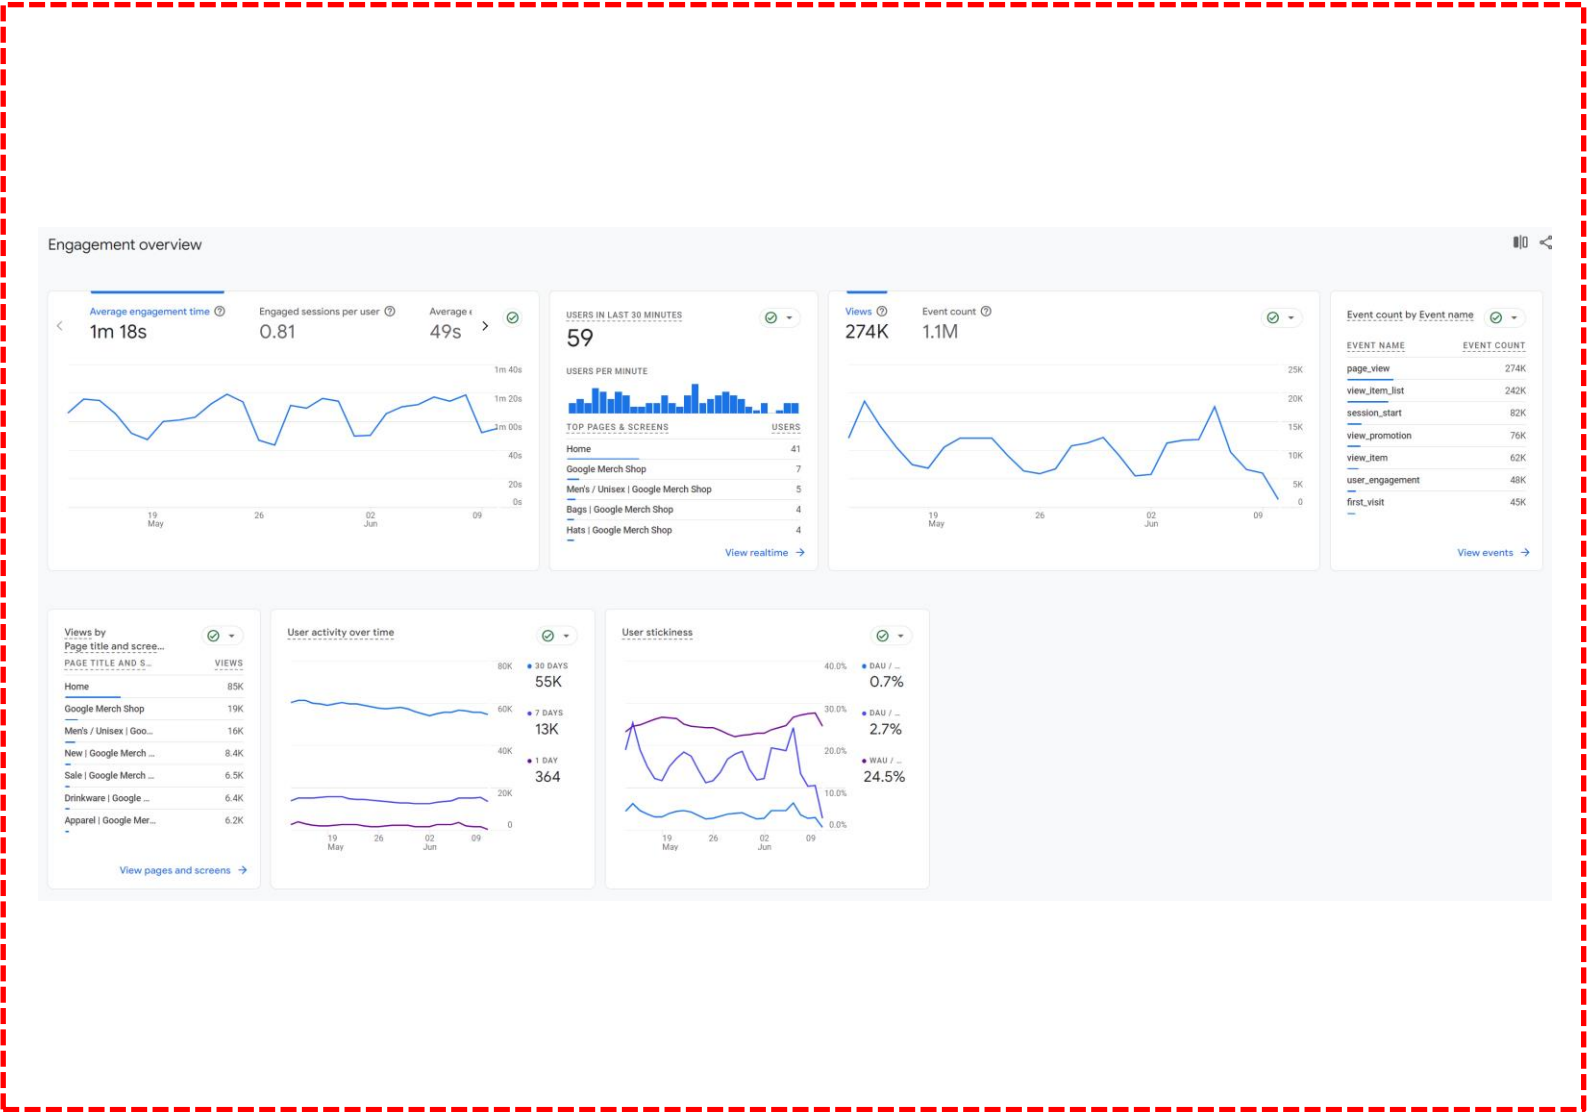 Engagement overview
Average engagement time
1m 18s
Engaged sessions per user
0.81
Average
49s
1m 40s
1m 20s
1m 00s
40s
20s
0s
19
May
26
02
Jun
09
USERS IN LAST 30 MINUTES
59
USERS PER MINUTE
TOP PAGES & SCREENS USERS
Home 41
Google Merch Shop 7
Men's / Unisex | Google Merch Shop 5
Bags | Google Merch Shop 4
Hats | Google Merch Shop 4
View realtime
Views
274K
Event count
1.1M
25K
20K
15K
10K
5K
0
19
May
26
02
Jun
09
Event count by Event name
EVENT NAME EVENT COUNT
page_view 274K
view_item_list 242K
session_start 82K
view_promotion 76K
view_item 62K
user_engagement 48K
first_visit 45K
View events
Views by
Page title and scree...
PAGE TITLE AND S... VIEWS
Home 85K
Google Merch Shop 19K
Men's / Unisex | Goo... 16K
New | Google Merch ... 8.4K
Sale | Google Merch ... 6.5K
Drinkware | Google ... 6.4K
Apparel | Google Mer... 6.2K
View pages and screens
User activity over time
80K
60K
40K
20K
0
19
May
26
02
Jun
09
30 DAYS
55K
7 DAYS
13K
1 DAY
364
User stickiness
40.0%
30.0%
20.0%
10.0%
0.0%
19
May
26
02
Jun
09
DAU / ...
0.7%
DAU / ...
2.7%
WAU / ...
24.5%